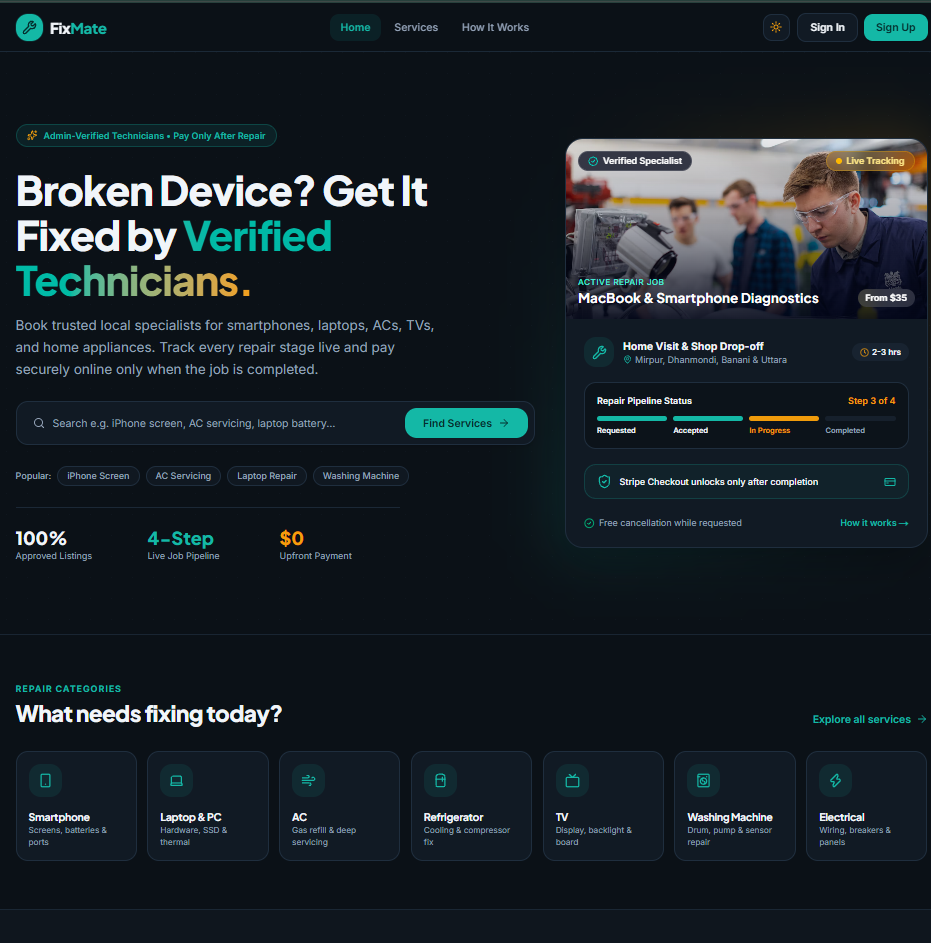 FixMate
Home
Services
How It Works
Sign In
Sign Up
Admin-Verified Technicians • Pay Only After Repair
Broken Device? Get It
Fixed by Verified
Technicians.
Book trusted local specialists for smartphones, laptops, ACs, TVs,
and home appliances. Track every repair stage live and pay
securely online only when the job is completed.
Search e.g. iPhone screen, AC servicing, laptop battery...
Find Services →
Popular:
iPhone Screen
AC Servicing
Laptop Repair
Washing Machine
100%
Approved Listings
4-Step
Live Job Pipeline
$0
Upfront Payment
Verified Specialist
Live Tracking
ACTIVE REPAIR JOB
MacBook & Smartphone Diagnostics
From $35
Home Visit & Shop Drop-off
Mirpur, Dhanmondi, Banani & Uttara
2-3 hrs
Repair Pipeline Status
Step 3 of 4
Requested
Accepted
In Progress
Completed
Stripe Checkout unlocks only after completion
Free cancellation while requested
How it works →
REPAIR CATEGORIES
What needs fixing today?
Explore all services →
Smartphone
Screens, batteries &
ports
Laptop & PC
Hardware, SSD &
thermal
AC
Gas refill & deep
servicing
Refrigerator
Cooling & compressor
fix
TV
Display, backlight &
board
Washing Machine
Drum, pump & sensor
repair
Electrical
Wiring, breakers &
panels